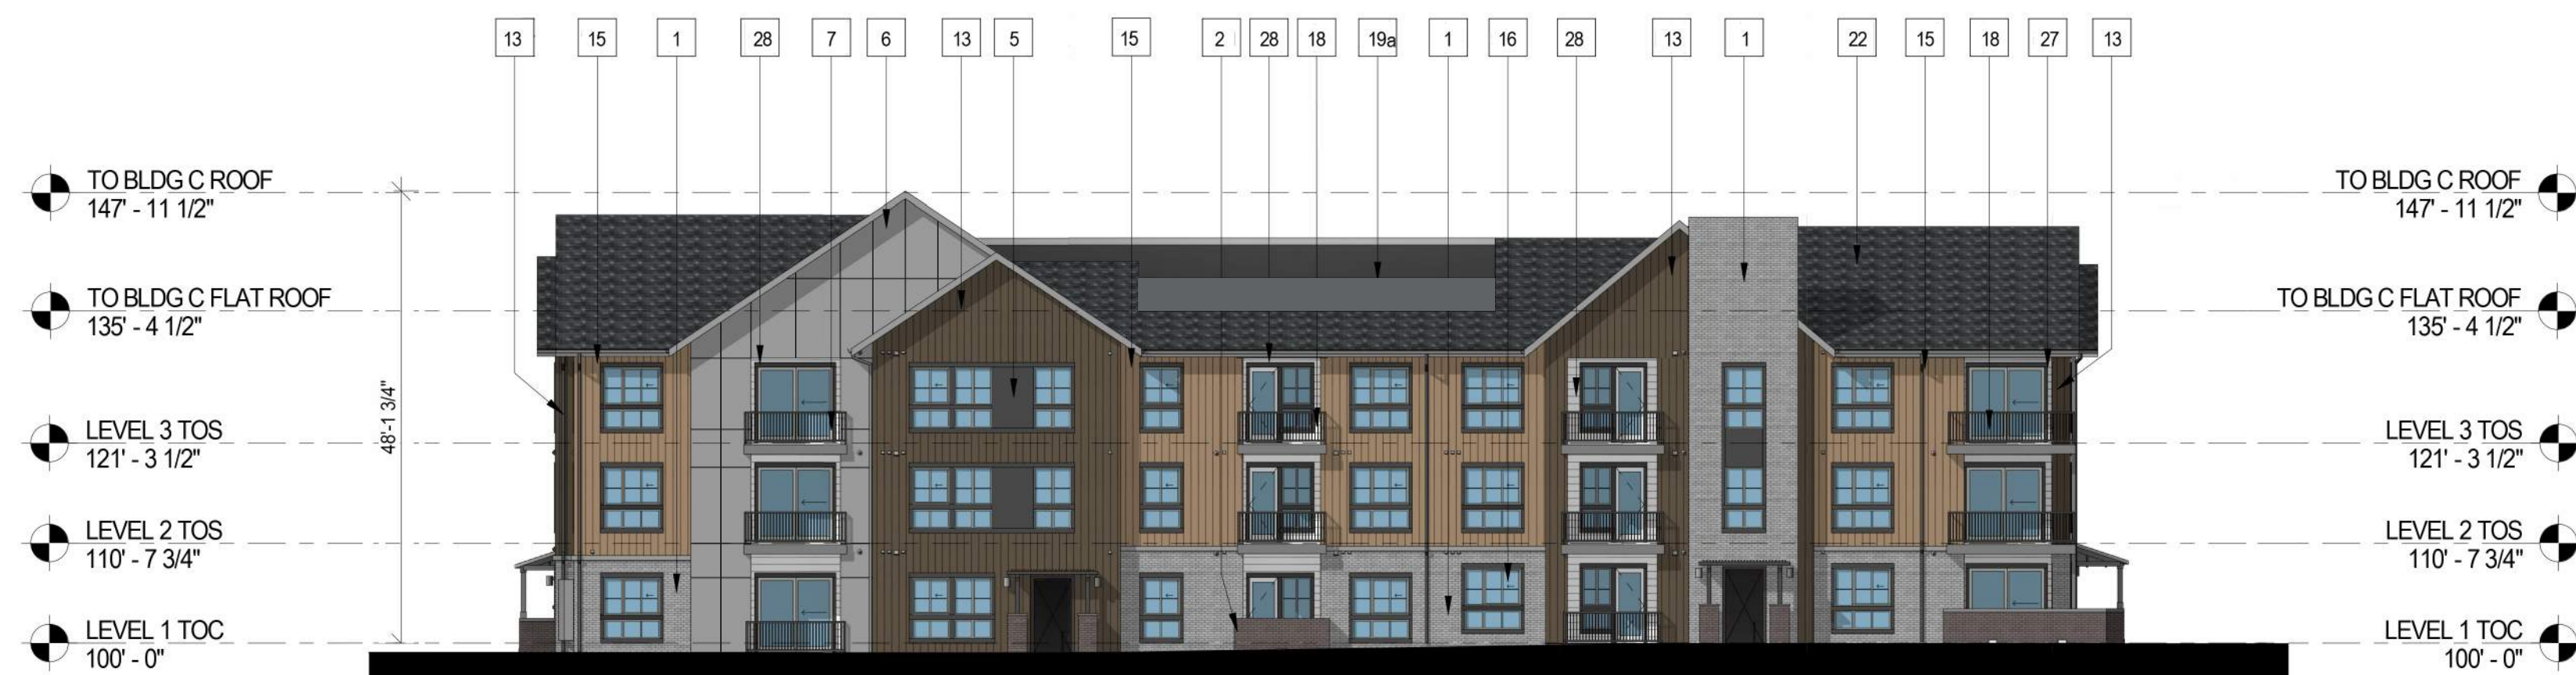 13 15 1 28 7 6 13 5 15 2 28 18 19a 1 16 28 13 1 22 15 18 27 13
TO BLDG C ROOF
147' - 11 1/2"
TO BLDG C FLAT ROOF
135' - 4 1/2"
LEVEL 3 TOS
121' - 3 1/2"
LEVEL 2 TOS
110' - 7 3/4"
LEVEL 1 TOC
100' - 0"
48'-1 3/4"
TO BLDG C ROOF
147' - 11 1/2"
TO BLDG C FLAT ROOF
135' - 4 1/2"
LEVEL 3 TOS
121' - 3 1/2"
LEVEL 2 TOS
110' - 7 3/4"
LEVEL 1 TOC
100' - 0"